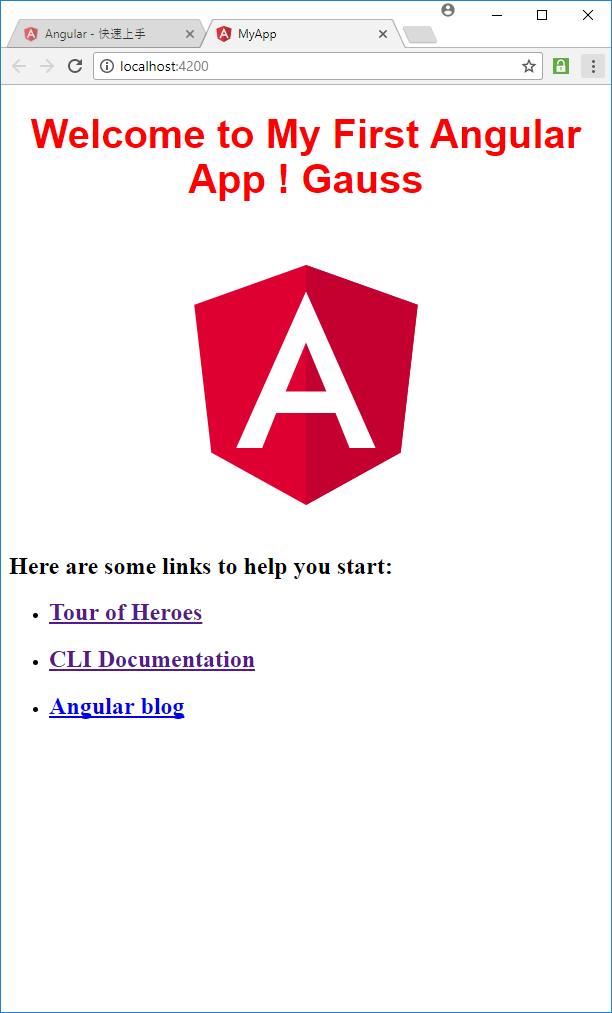 Angular - 快速上手
MyApp
localhost:4200
Welcome to My First Angular
App ! Gauss
A
Here are some links to help you start:
Tour of Heroes
CLI Documentation
Angular blog